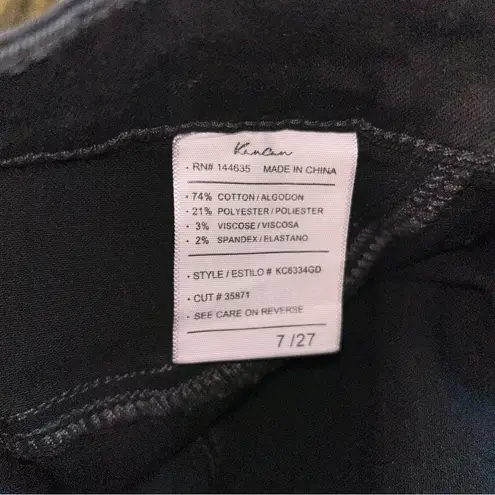 KanCan
• RN# 144635 MADE IN CHINA
• 74% COTTON/ALGODON
• 21% POLYESTER/POLIESTER
• 3% VISCOSE/VISCOSA
• 2% SPANDEX/ELASTANO
• STYLE / ESTILO # KC6334GD
• CUT # 35871
• SEE CARE ON REVERSE
7 /27